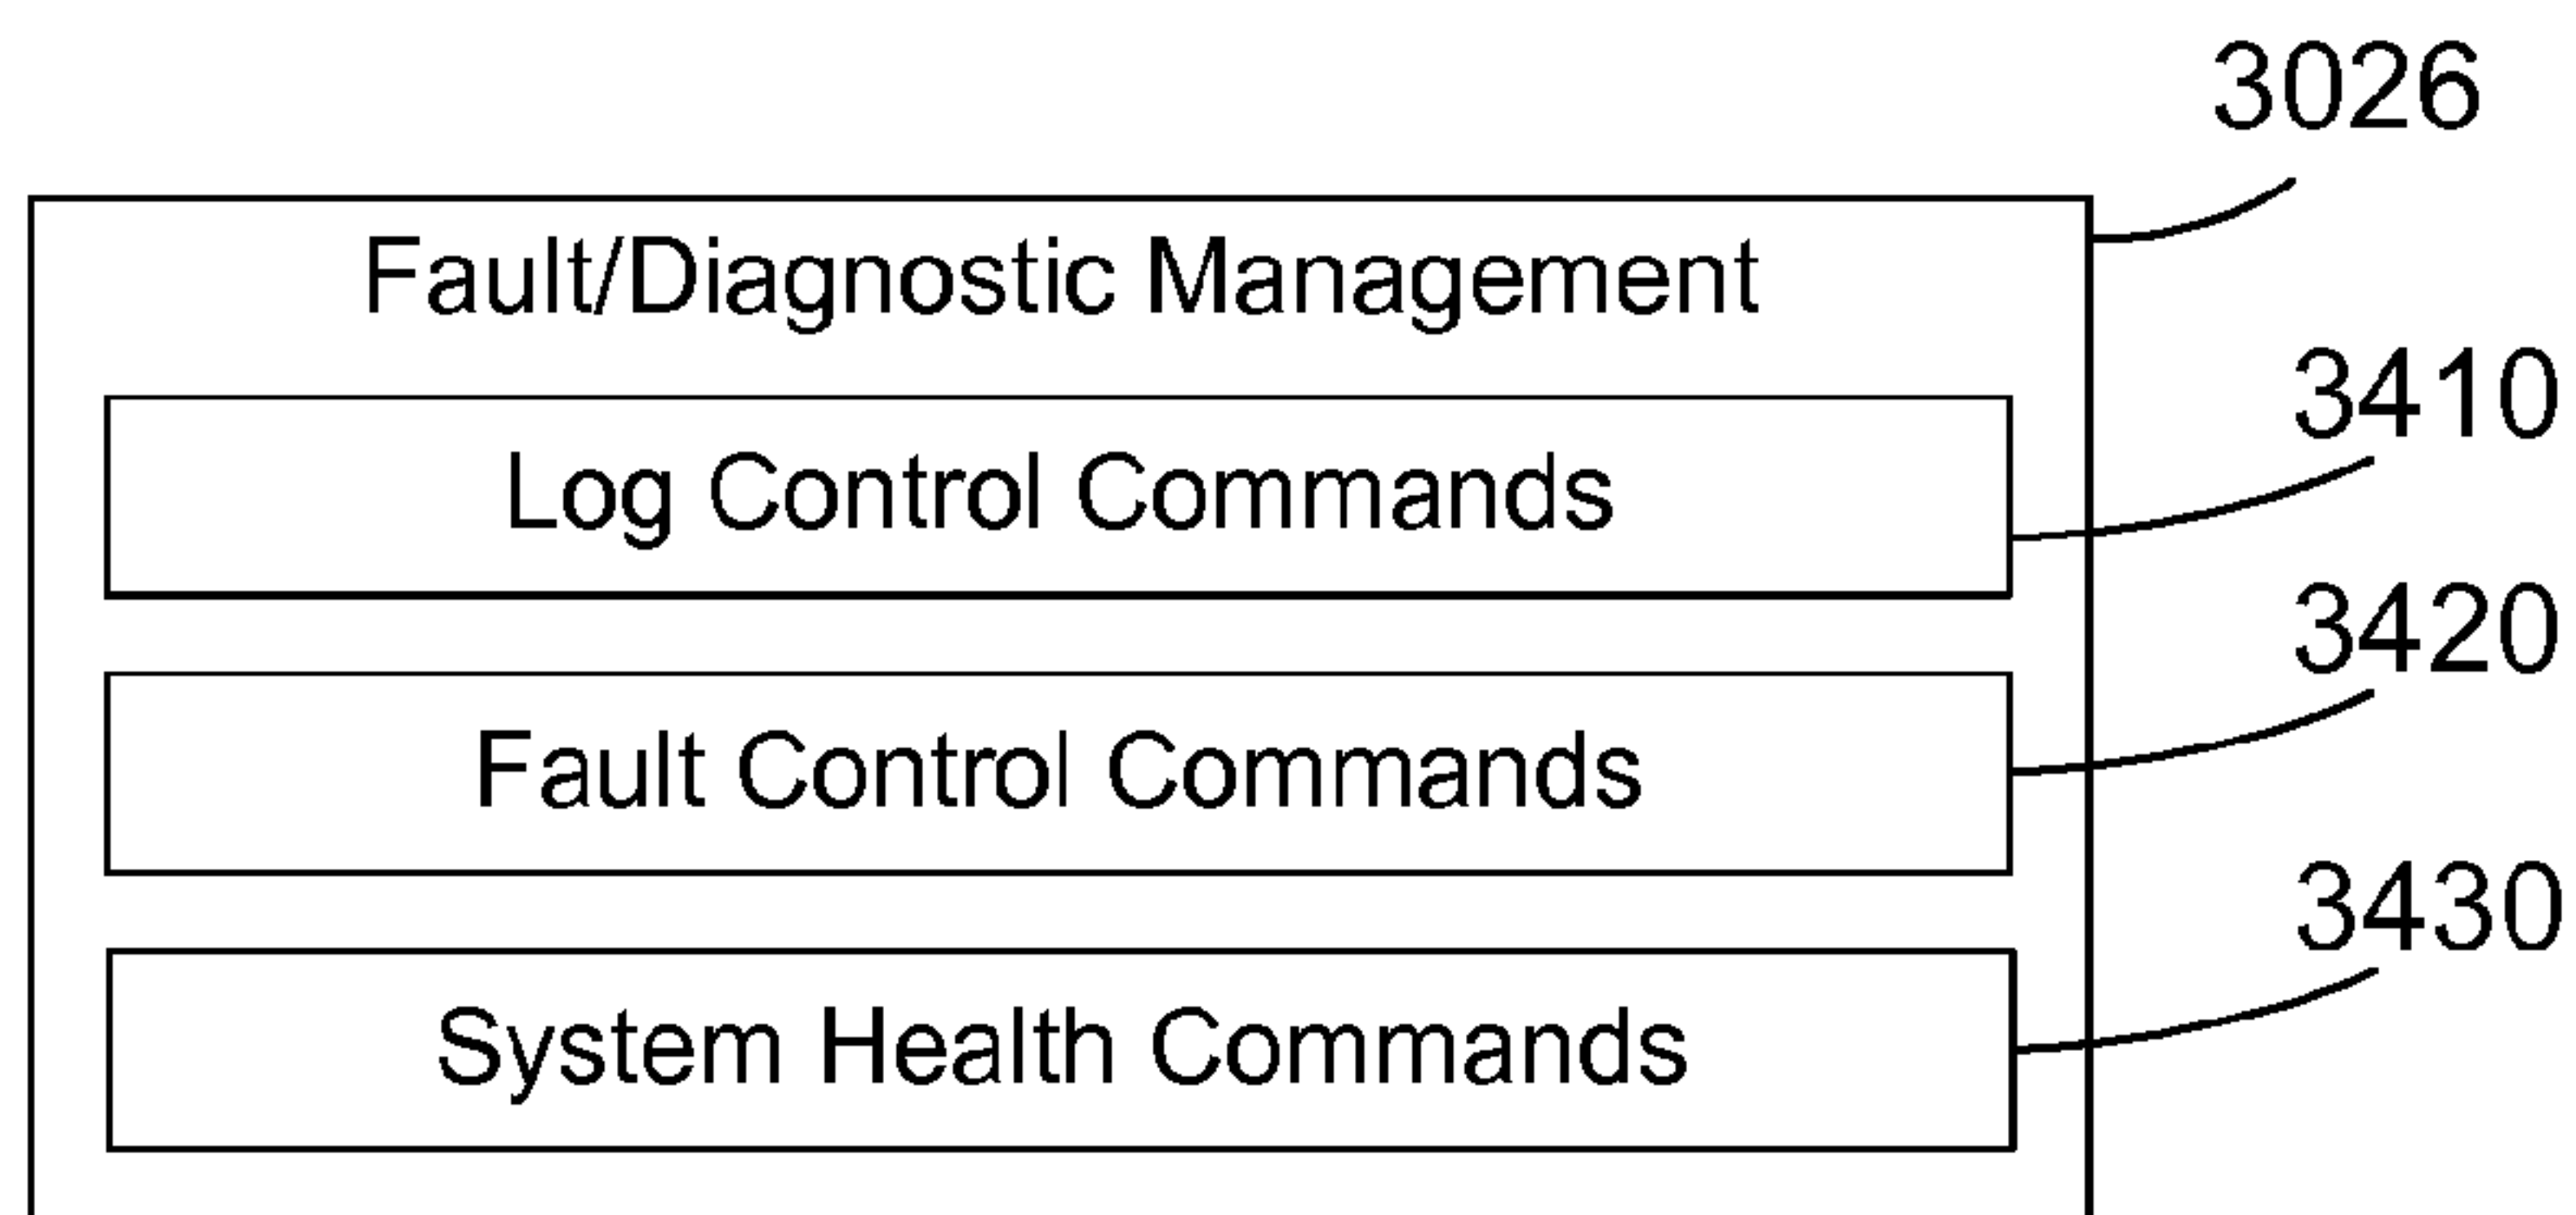 3026
Fault/Diagnostic Management
3410
Log Control Commands
3420
Fault Control Commands
3430
System Health Commands